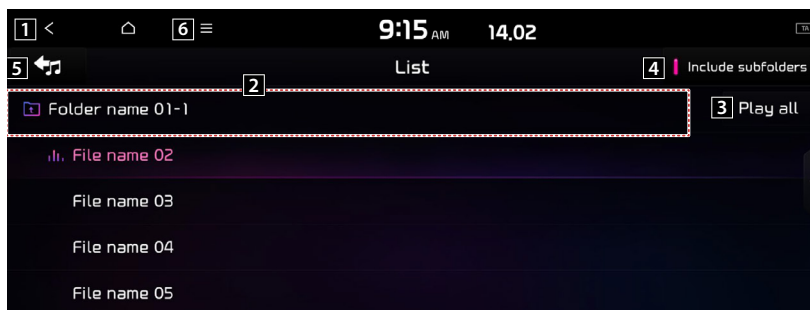 1 < 6 9:15 AM 14.02 TA
5 List 4 Include subfolders
2
Folder name 01-1 3 Play all
File name 02
File name 03
File name 04
File name 05